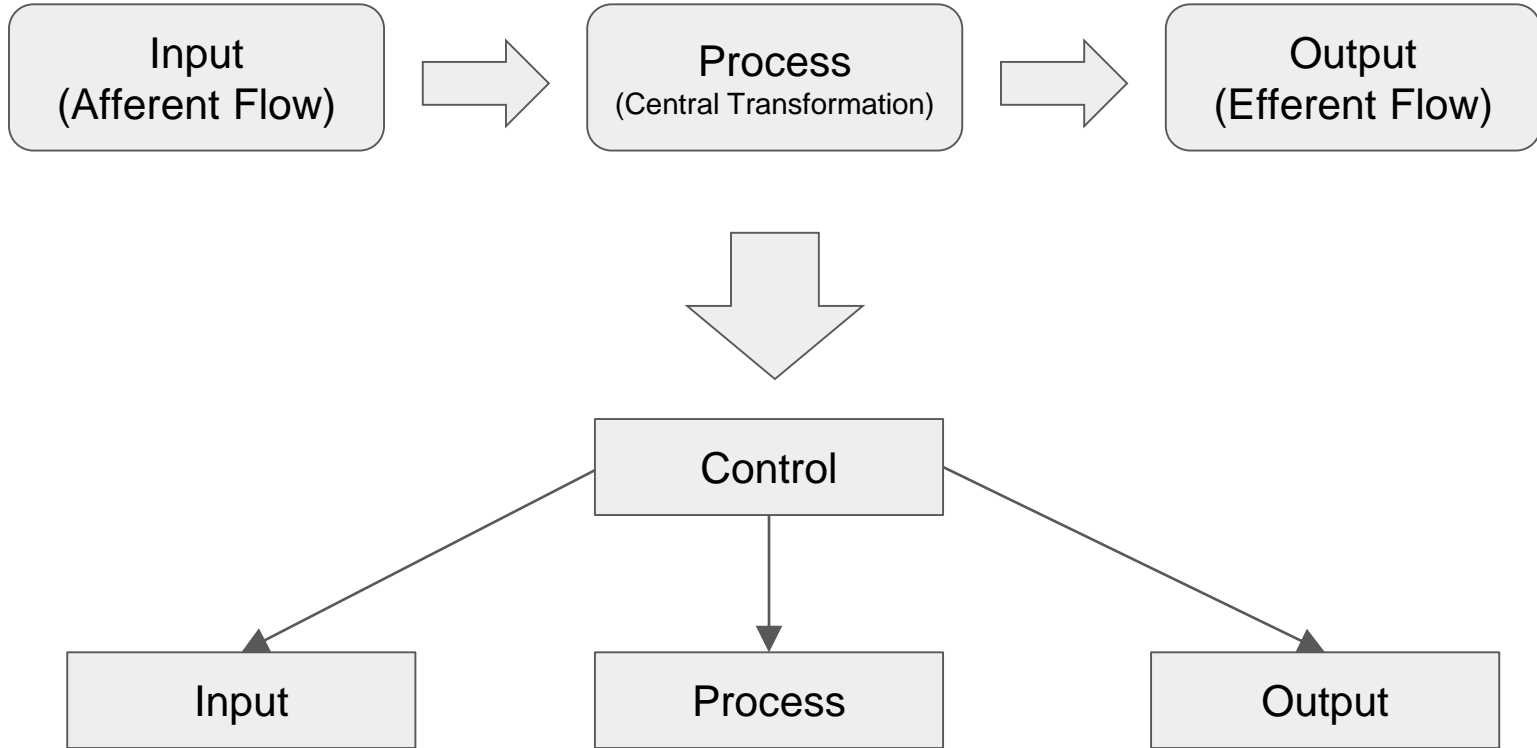 Input
(Afferent Flow)
Process
(Central Transformation)
Output
(Efferent Flow)
Control
Input
Process
Output